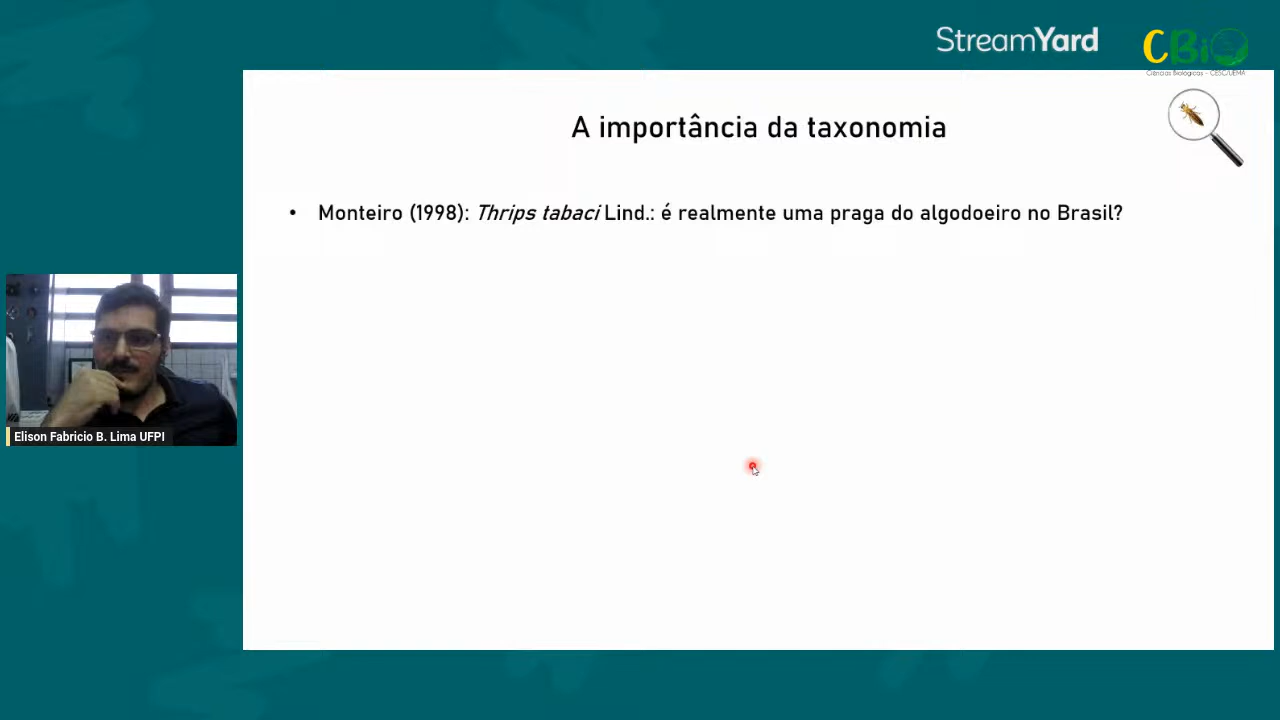 StreamYard
CBiO
Ciências Biológicas - CESC/UEMA
A importância da taxonomia
• Monteiro (1998): Thrips tabaci Lind.: é realmente uma praga do algodoeiro no Brasil?
Elison Fabricio B. Lima UFPI